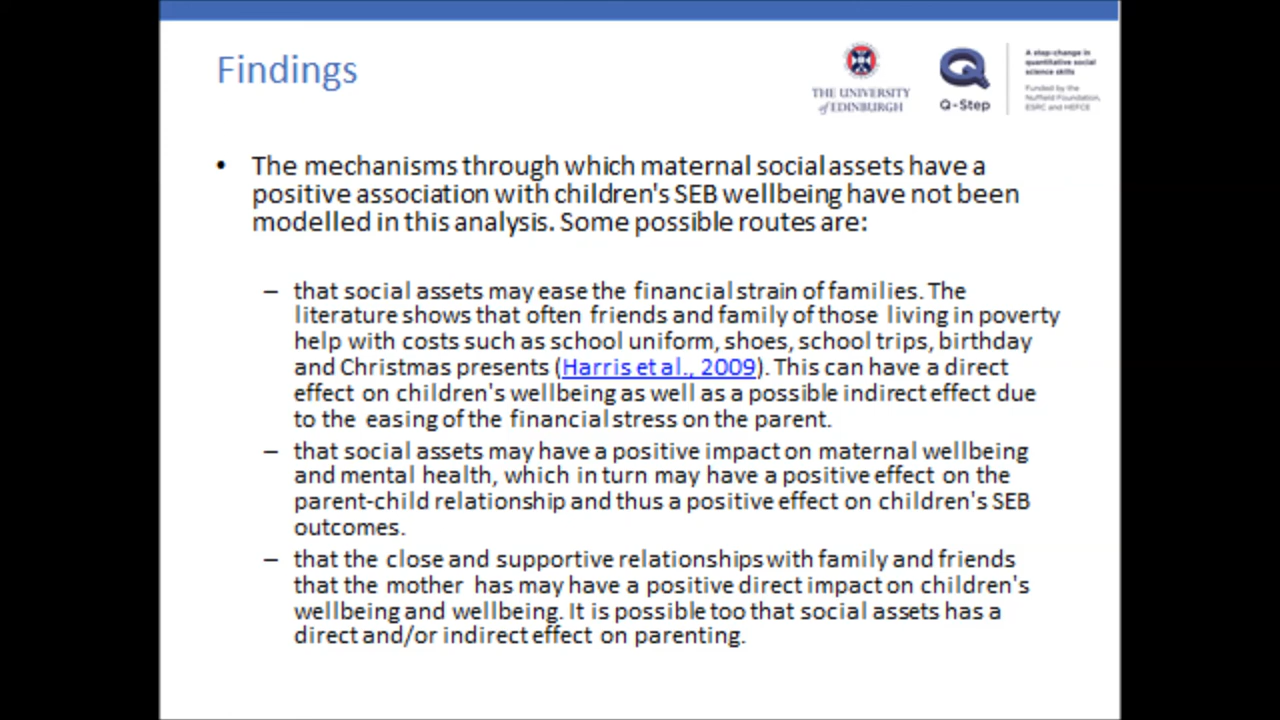 Findings
THE UNIVERSITY
of EDINBURGH
Q-Step
A step-change in
quantitative social
science skills
Funded by the
Nuffield Foundation,
ESRC and HEFCE
• The mechanisms through which maternal social assets have a
positive association with children's SEB wellbeing have not been
modelled in this analysis. Some possible routes are:
– that social assets may ease the financial strain of families. The
literature shows that often friends and family of those living in poverty
help with costs such as school uniform, shoes, school trips, birthday
and Christmas presents (Harris et al., 2009). This can have a direct
effect on children's wellbeing as well as a possible indirect effect due
to the easing of the financial stress on the parent.
– that social assets may have a positive impact on maternal wellbeing
and mental health, which in turn may have a positive effect on the
parent-child relationship and thus a positive effect on children's SEB
outcomes.
– that the close and supportive relationships with family and friends
that the mother has may have a positive direct impact on children's
wellbeing and wellbeing. It is possible too that social assets has a
direct and/or indirect effect on parenting.